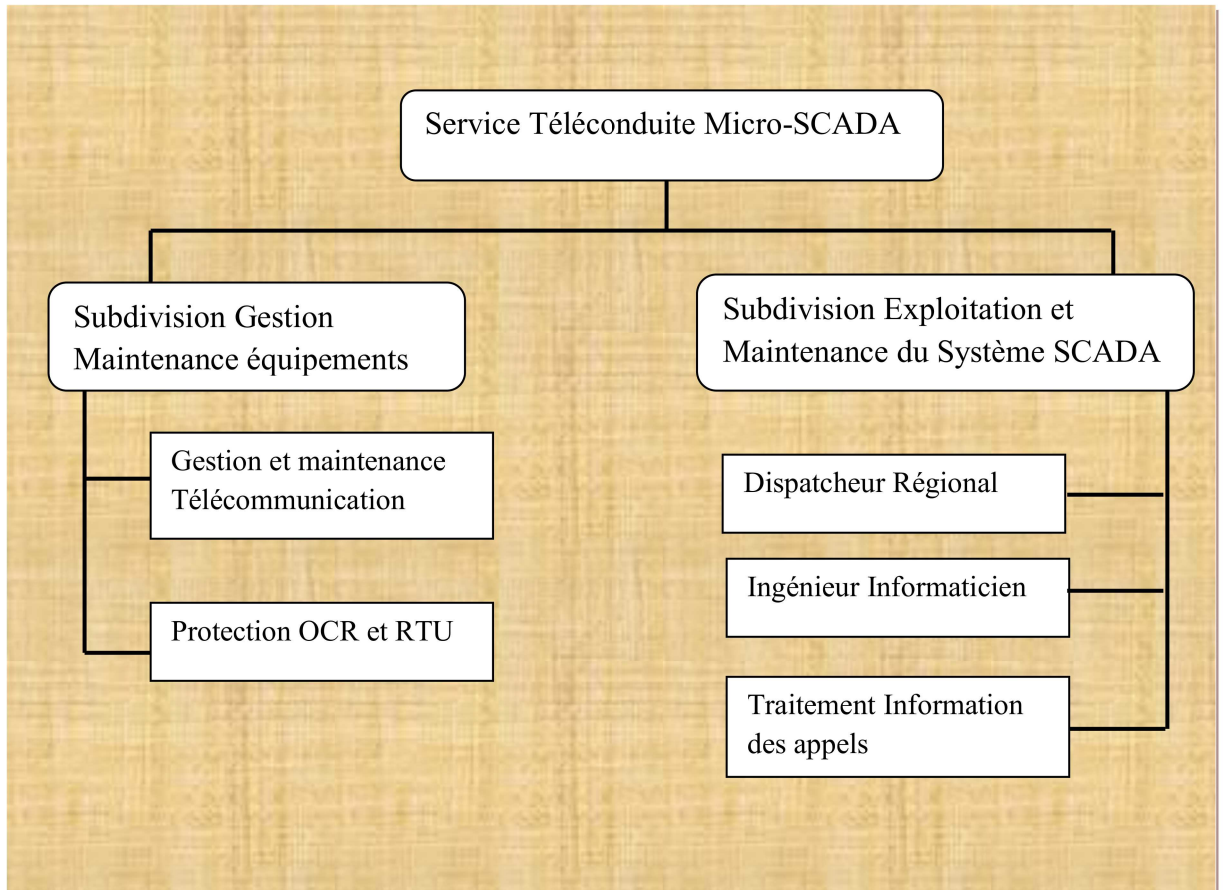 Service Téléconduite Micro-SCADA
Subdivision Gestion
Maintenance équipements
Gestion et maintenance
Télécommunication
Protection OCR et RTU
Subdivision Exploitation et
Maintenance du Système SCADA
Dispatcheur Régional
Ingénieur Informaticien
Traitement Information
des appels